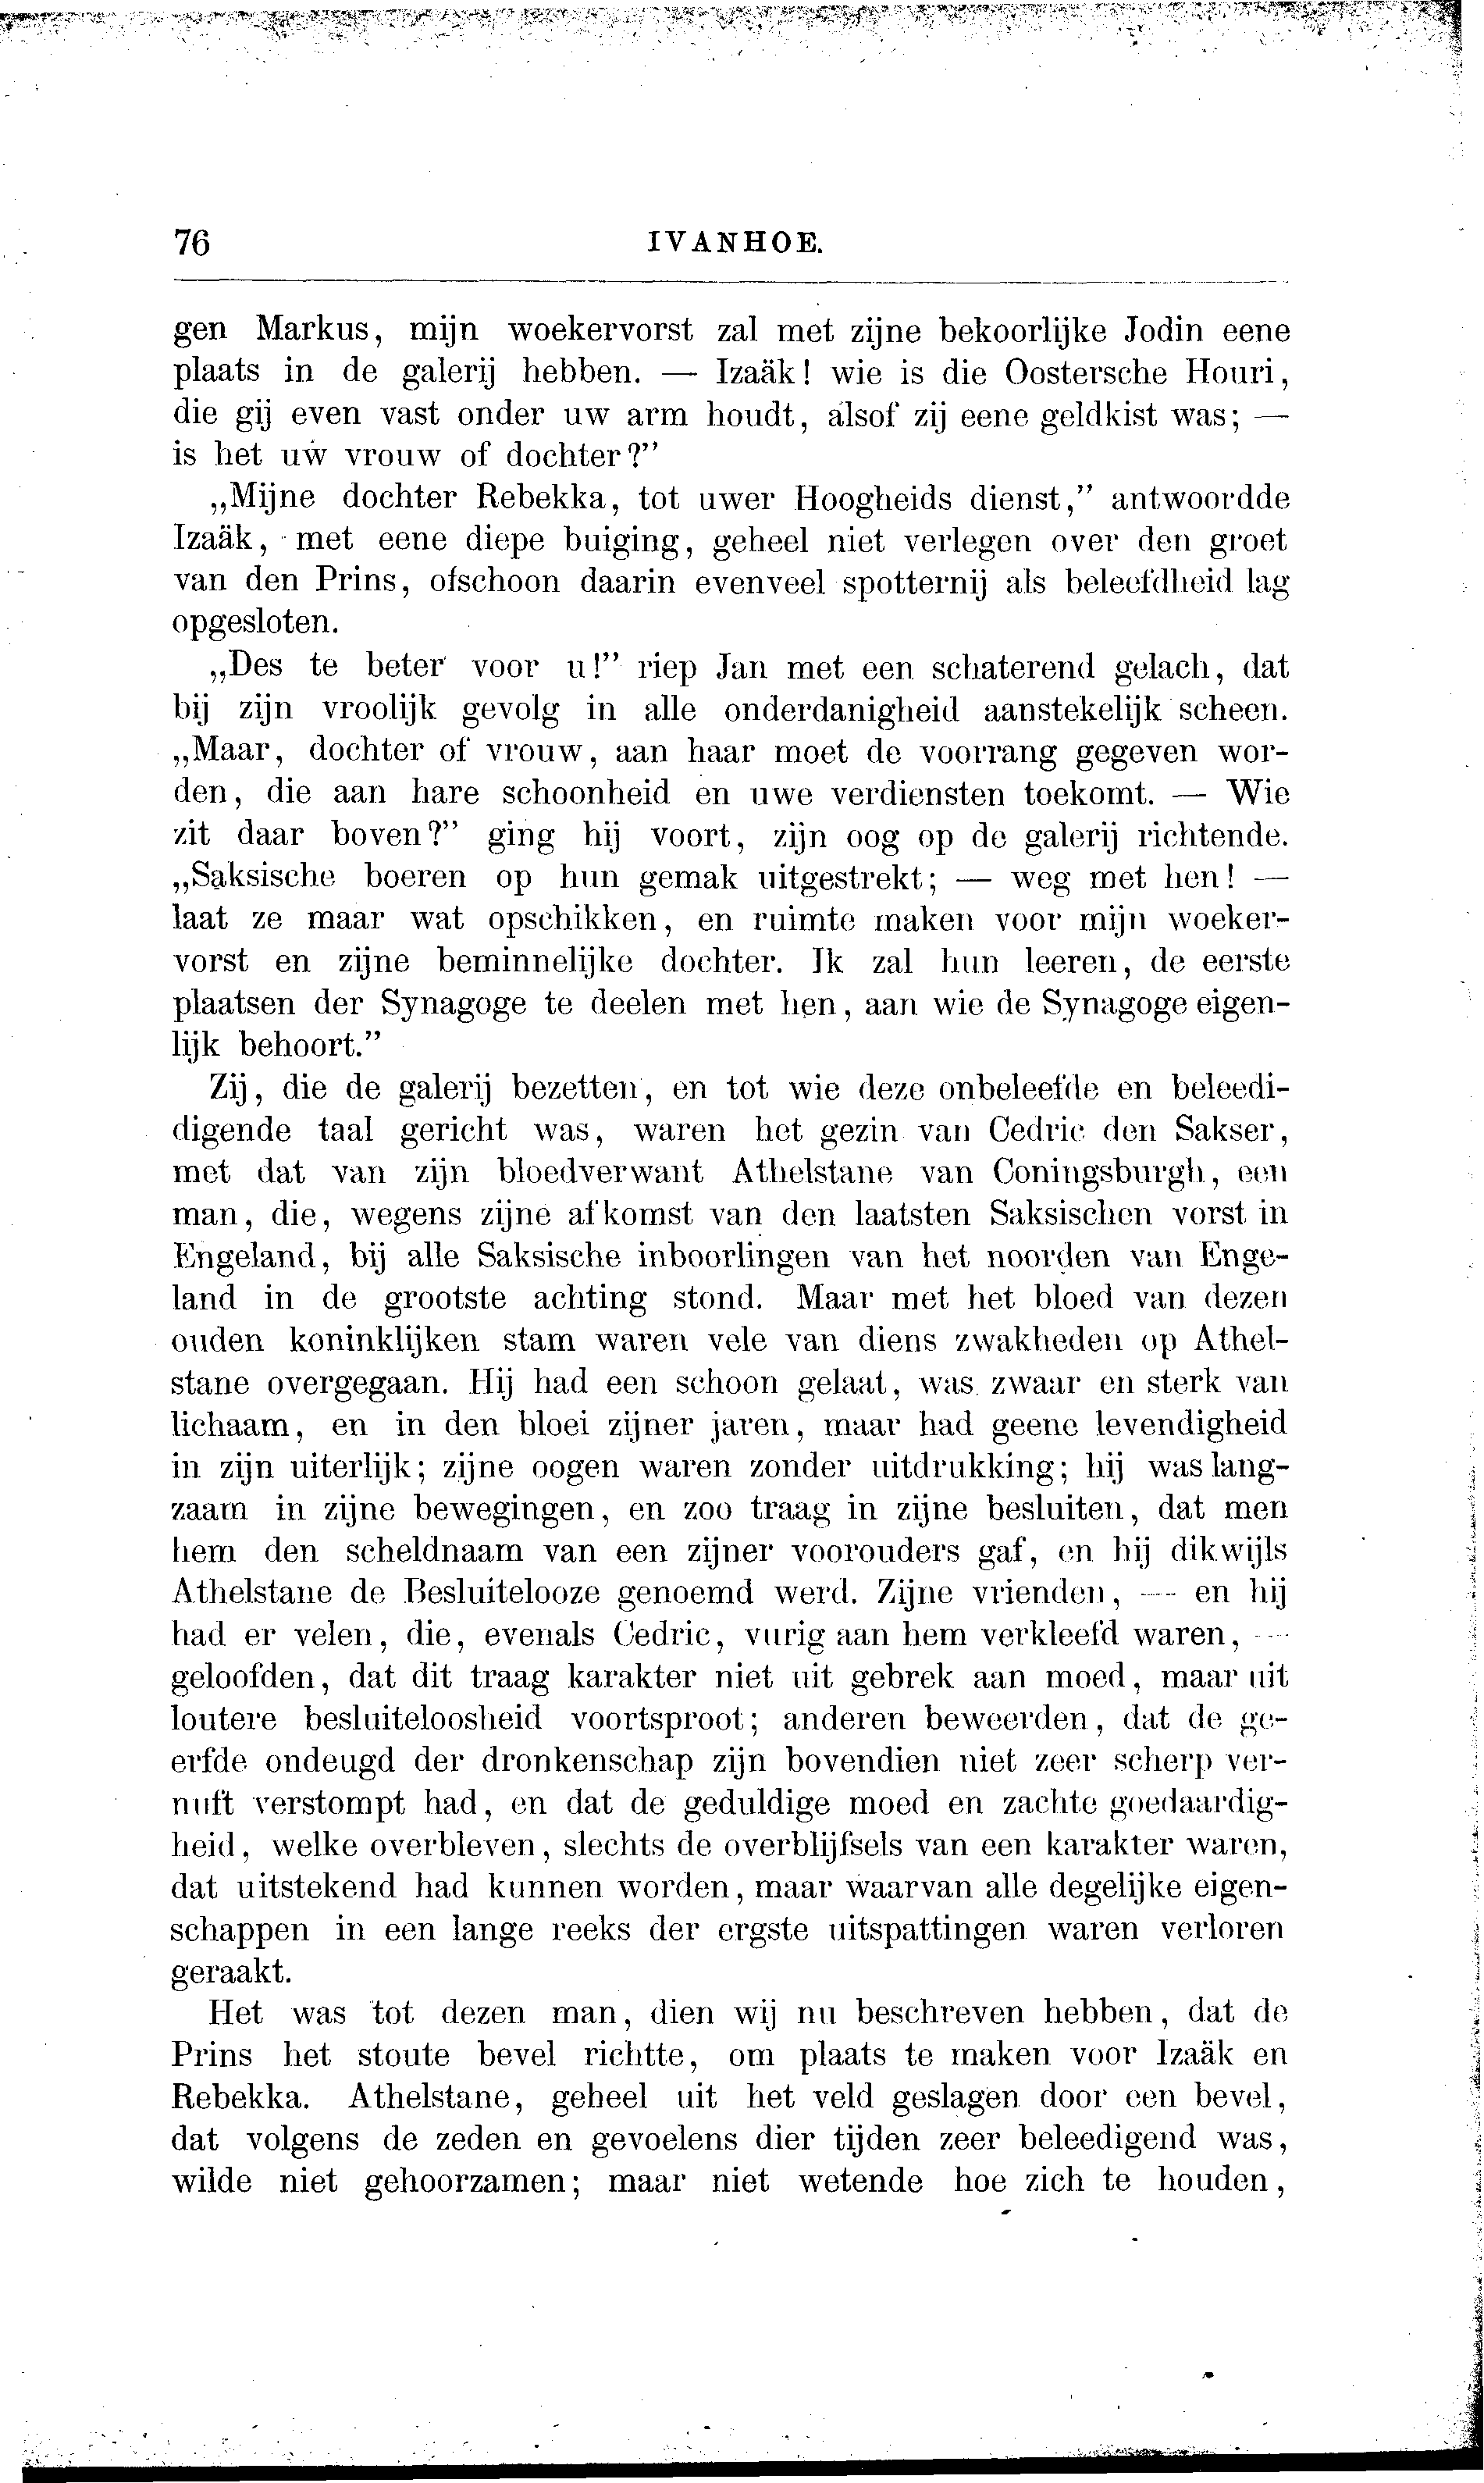 76
IVANHOE.
gen Markus, mijn woekervorst zal met zijne bekoorlijke Jodin eene
plaats in de galerij hebben. — Izaäk! wie is die Oostersche Houri,
die gij even vast onder uw arm houdt, alsof zij eene geldkist was; —
is het uw vrouw of dochter?”
„Mijne dochter Rebekka, tot uwer Hoogheids dienst,” antwoordde
Izaäk, met eene diepe buiging, geheel niet verlegen over den groet
van den Prins, ofschoon daarin evenveel spotternij als beleefdheid lag
opgesloten.
„Des te beter voor u!” riep Jan met een schaterend gelach, dat
bij zijn vroolijk gevolg in alle onderdanigheid aanstekelijk scheen.
„Maar, dochter of vrouw, aan haar moet de voorrang gegeven wor-
den, die aan hare schoonheid en uwe verdiensten toekomt. — Wie
zit daar boven?” ging hij voort, zijn oog op de galerij richtende.
„Saksische boeren op hun gemak uitgestrekt; — weg met hen! —
laat ze maar wat opschikken, en ruimte maken voor mijn woeker-
vorst en zijne beminnelijke dochter. Ik zal hun leeren, de eerste
plaatsen der Synagoge te deelen met hen, aan wie de Synagoge eigen-
lijk behoort.”
Zij, die de galerij bezetten, en tot wie deze onbeleefde en beleedi-
digende taal gericht was, waren het gezin van Cedric den Sakser,
met dat van zijn bloedverwant Athelstane van Coningsburgh, een
man, die, wegens zijne afkomst van den laatsten Saksischen vorst in
Engeland, bij alle Saksische inboorlingen van het noorden van Enge-
land in de grootste achting stond. Maar met het bloed van dezen
ouden koninklijken stam waren vele van diens zwakheden op Athel-
stane overgegaan. Hij had een schoon gelaat, was zwaar en sterk van
lichaam, en in den bloei zijner jaren, maar had geene levendigheid
in zijn uiterlijk; zijne oogen waren zonder uitdrukking; hij was lang-
zaam in zijne bewegingen, en zoo traag in zijne besluiten, dat men
hem den scheldnaam van een zijner voorouders gaf, en hij dikwijls
Athelstane de Besluitelooze genoemd werd. Zijne vrienden, — en hij
had er velen, die, evenals Cedric, vurig aan hem verkleefd waren, —
geloofden, dat dit traag karakter niet uit gebrek aan moed, maar uit
loutere besluiteloosheid voortsproot; anderen beweerden, dat de ge-
erfde ondeugd der dronkenschap zijn bovendien niet zeer scherp ver-
nuft verstompt had, en dat de geduldige moed en zachte goedaardig-
heid, welke overbleven, slechts de overblijfsels van een karakter waren,
dat uitstekend had kunnen worden, maar waarvan alle degelijke eigen-
schappen in een lange reeks der ergste uitspattingen waren verloren
geraakt.
Het was tot dezen man, dien wij nu beschreven hebben, dat de
Prins het stoute bevel richtte, om plaats te maken voor Izaäk en
Rebekka. Athelstane, geheel uit het veld geslagen door een bevel,
dat volgens de zeden en gevoelens dier tijden zeer beleedigend was,
wilde niet gehoorzamen; maar niet wetende hoe zich te houden,